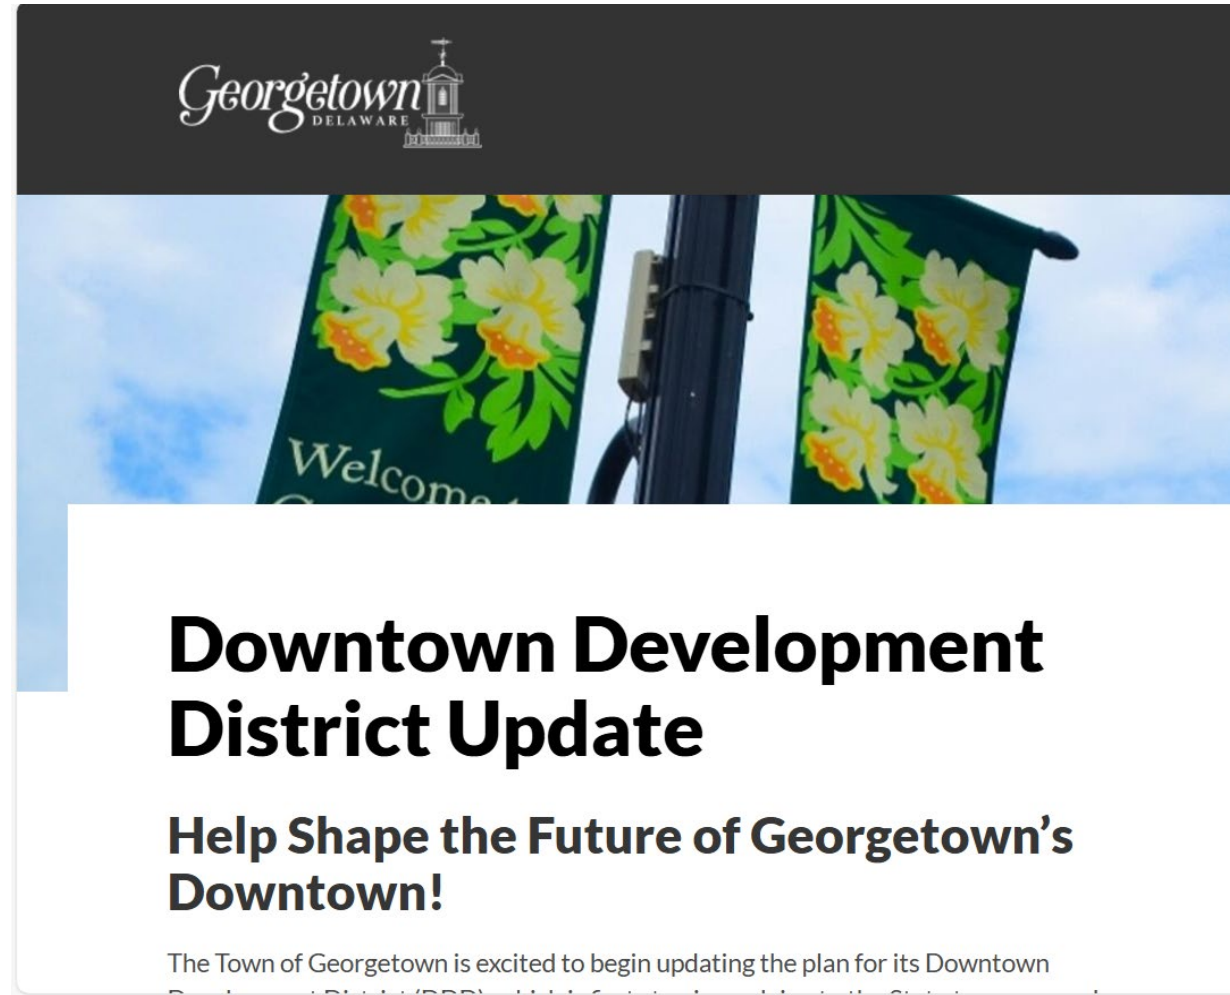 Georgetown
DELAWARE
Welcome
Downtown Development
District Update
Help Shape the Future of Georgetown’s
Downtown!
The Town of Georgetown is excited to begin updating the plan for its Downtown